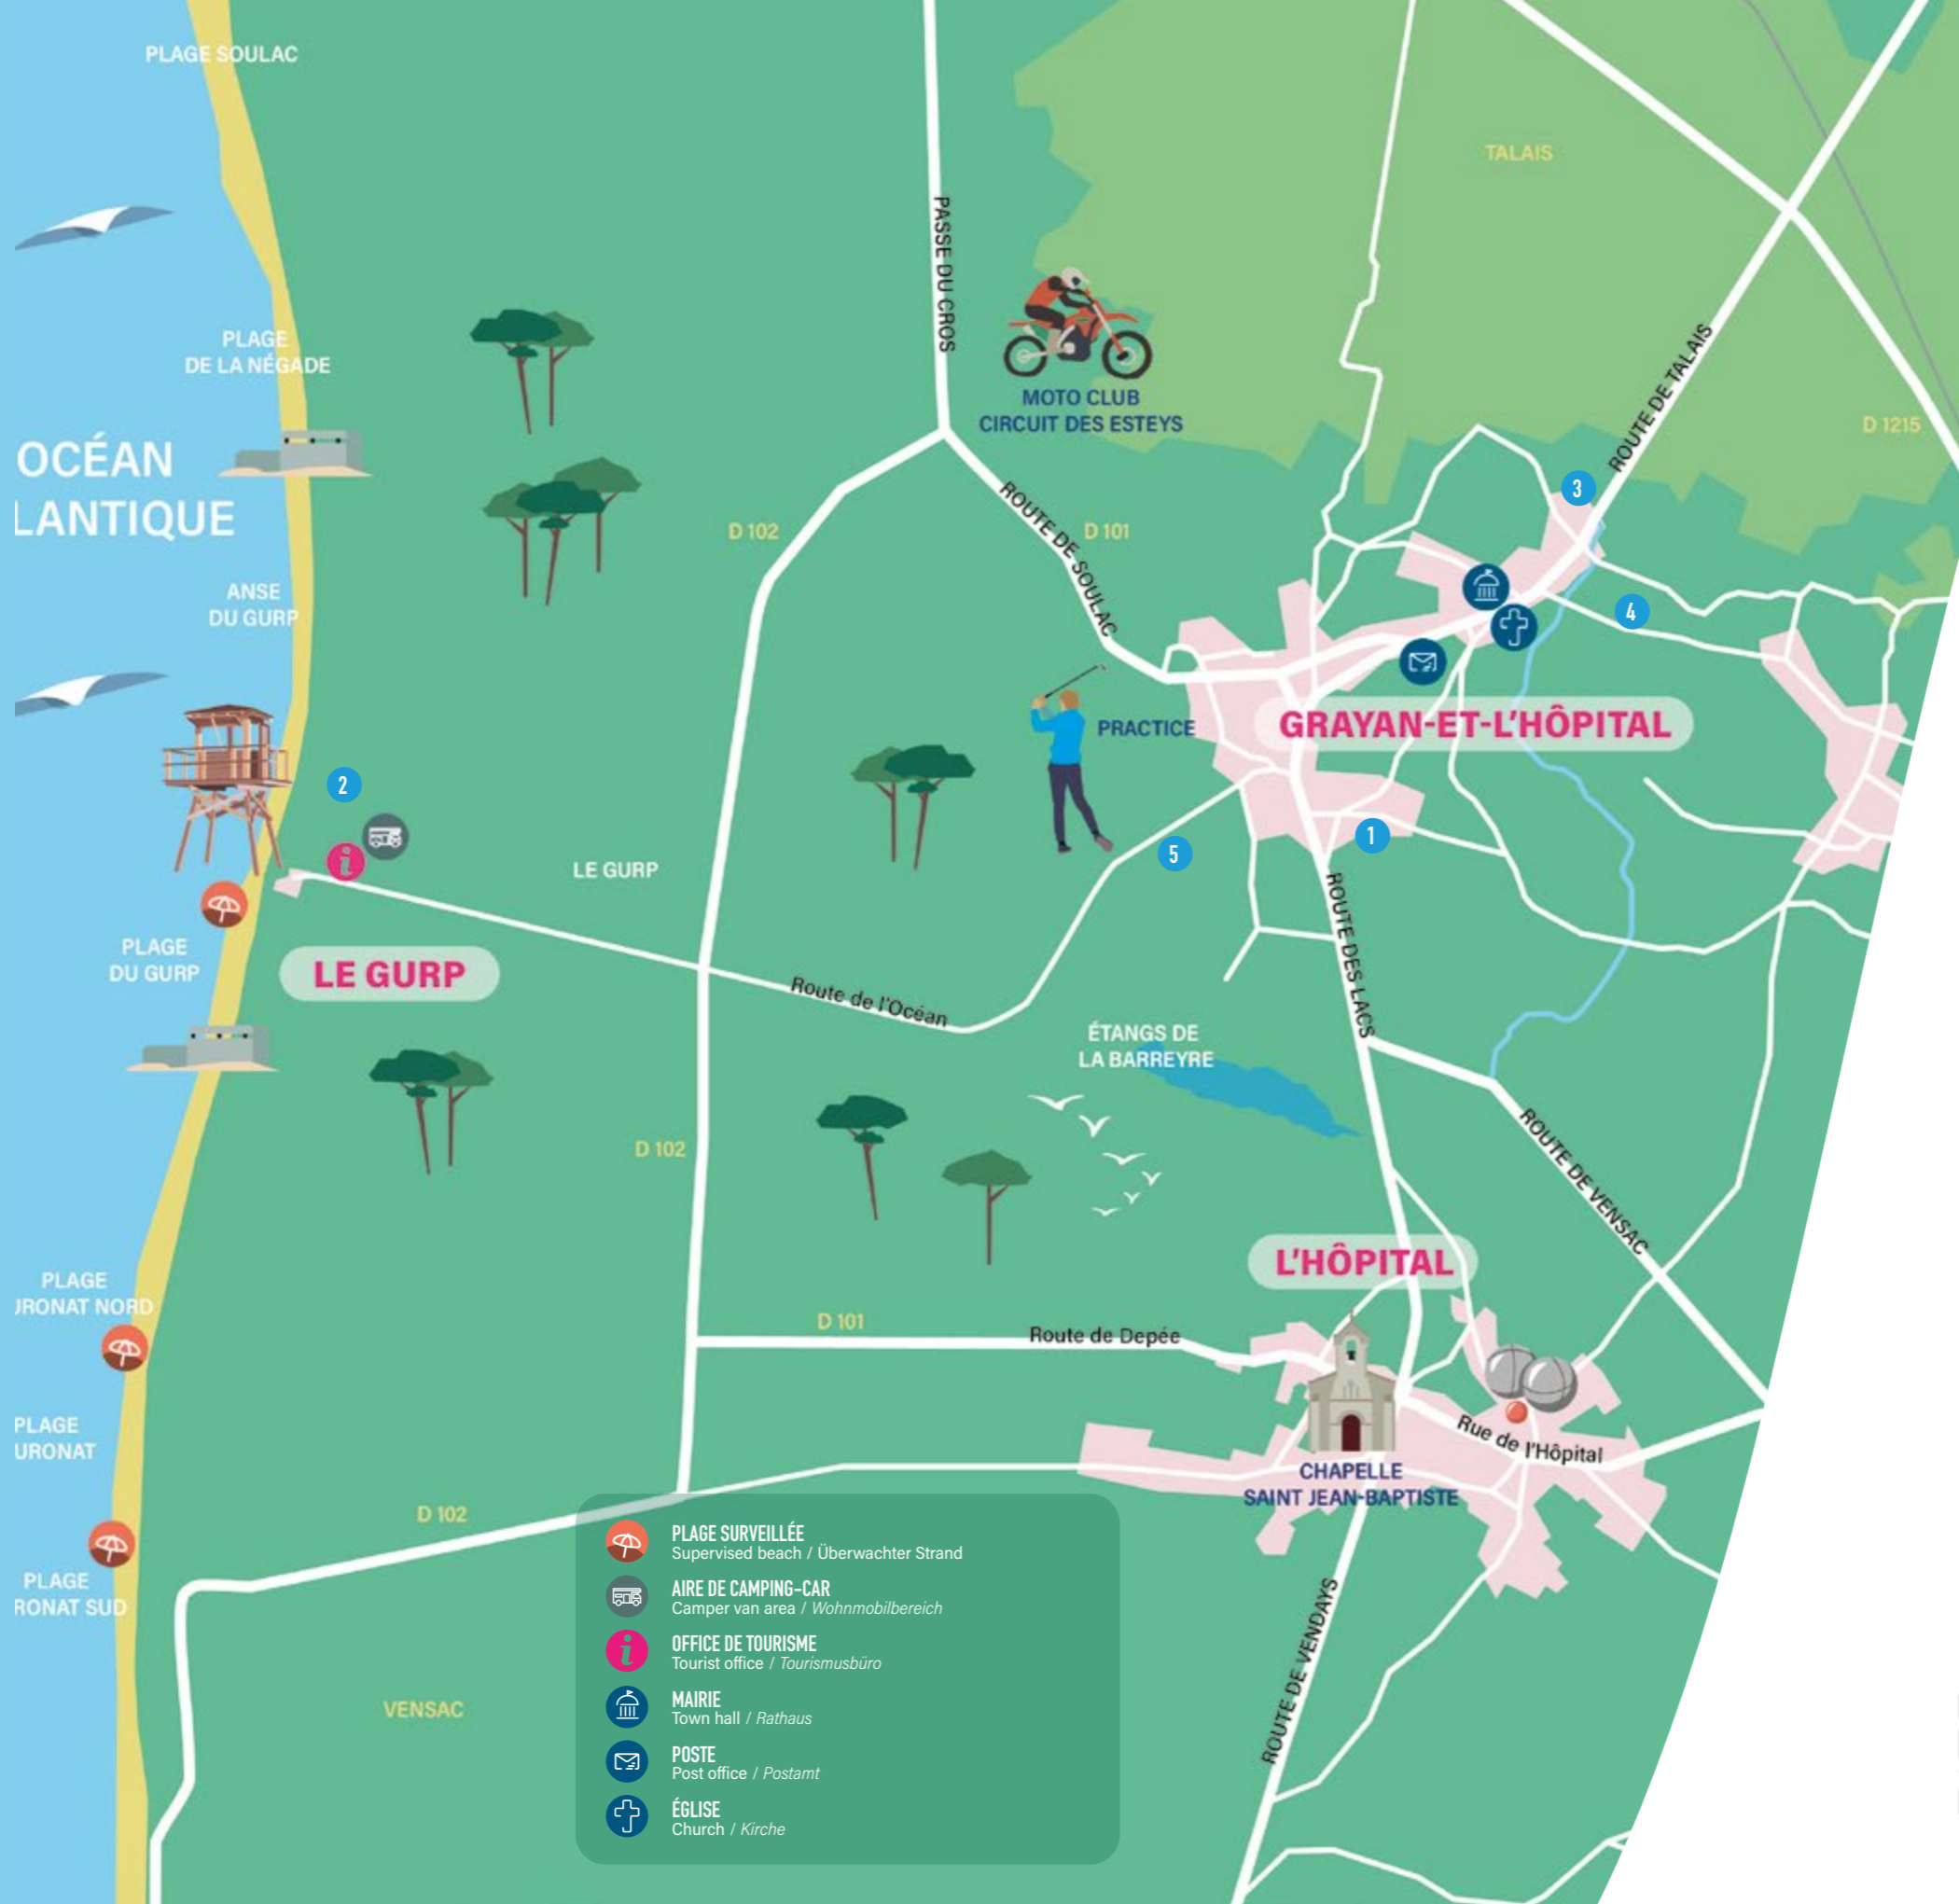 PLAGE SOULAC
TALAIS
PASSE DU CROS
PLAGE
DE LA NÉGADE
ROUTE DE TALAIS
MOTO CLUB
CIRCUIT DES ESTEYS
D 1215
OCÉAN
LANTIQUE
3
ROUTE DE SOULAC
D 102
D 101
ANSE
DU GURP
4
PRACTICE
GRAYAN-ET-L'HÔPITAL
2
1
5
LE GURP
ROUTE DES LACS
PLAGE
DU GURP
LE GURP
Route de l'Océan
ÉTANGS DE
LA BARREYRE
D 102
ROUTE DE VENSAC
L'HÔPITAL
PLAGE
URONAT NORD
D 101
Route de Depée
PLAGE
URONAT
Rue de l'Hôpital
CHAPELLE
SAINT JEAN-BAPTISTE
D 102
PLAGE
RONAT SUD
ROUTE DE VENDAYS
VENSAC
PLAGE SURVEILLÉE
Supervised beach / Überwachter Strand
AIRE DE CAMPING-CAR
Camper van area / Wohnmobilbereich
OFFICE DE TOURISME
Tourist office / Tourismusbüro
MAIRIE
Town hall / Rathaus
POSTE
Post office / Postamt
ÉGLISE
Church / Kirche